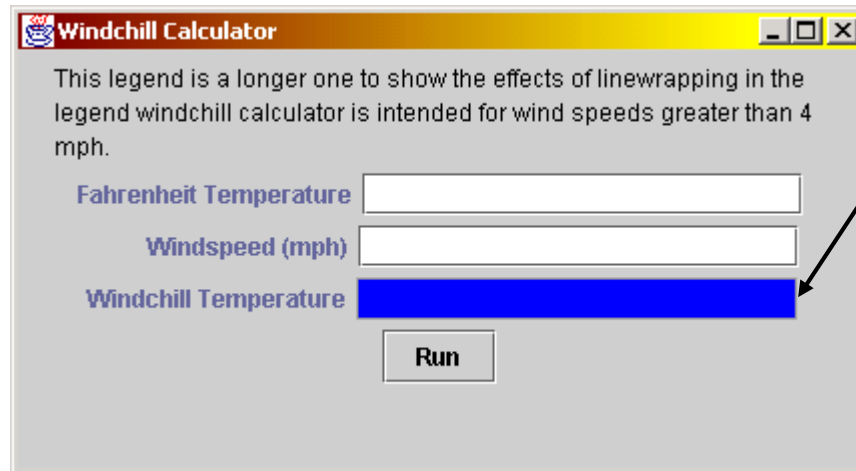 Windchill Calculator
This legend is a longer one to show the effects of linewrapping in the
legend windchill calculator is intended for wind speeds greater than 4
mph.
Fahrenheit Temperature
Windspeed (mph)
Windchill Temperature
Run